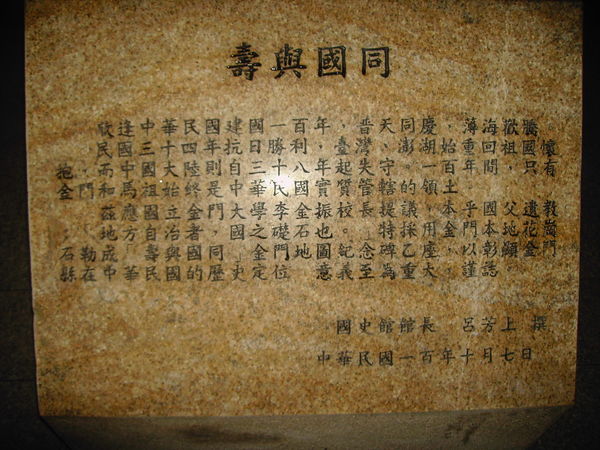 壽與國同
欣逢中華民國建國一百年，普天同慶，薄海歡騰。
民國三十四年抗日勝利，臺灣、澎湖始重回祖國懷
抱，而中國大陸則自三十八年起失守。一百年間，只有
金門和馬祖始終是中華民國實質管轄的領土。
茲應國立金門大學李金振校長提議，本乎國父遺教
，「地方自治者，國之礎石也」。特採用金門本地花崗
石勒成「壽與國同」金門地圖紀念碑乙座，以彰顯金門
縣在中華民國的歷史定位，意義至為重大，謹誌。
國史館館長 呂芳上 撰
中華民國一百年十月七日